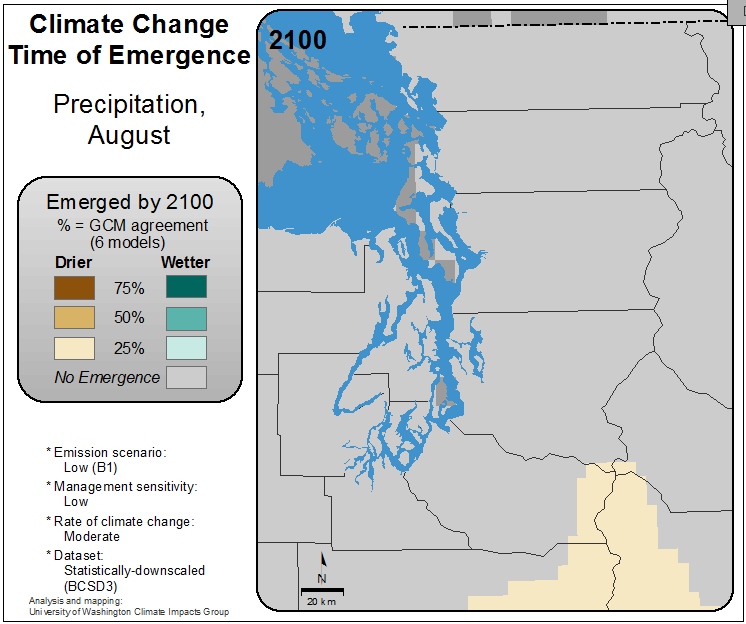 Climate Change
Time of Emergence
Precipitation,
August
Emerged by 2100
% = GCM agreement
(6 models)
Drier Wetter
75%
50%
25%
No Emergence
* Emission scenario:
Low (B1)
* Management sensitivity:
Low
* Rate of climate change:
Moderate
* Dataset:
Statistically-downscaled
(BCSD3)
Analysis and mapping:
University of Washington Climate Impacts Group
2100
N
20 km